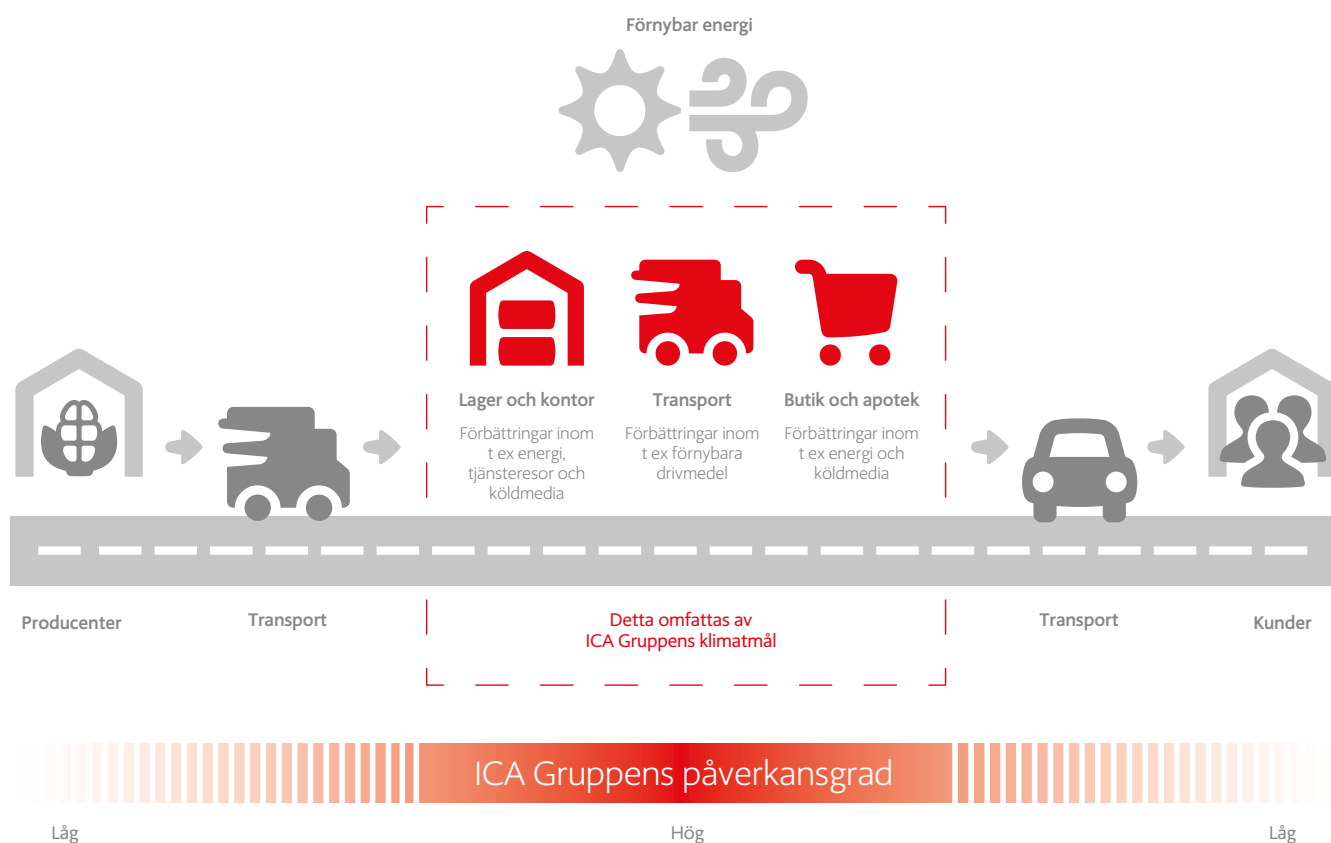 Förnybar energi
Lager och kontor
Förbättringar inom
t ex energi,
tjänsteresor och
köldmedia
Transport
Förbättringar inom
t ex förnybara
drivmedel
Butik och apotek
Förbättringar inom
t ex energi och
köldmedia
Producenter
Transport
Detta omfattas av
ICA Gruppens klimatmål
Transport
Kunder
ICA Gruppens påverkansgrad
Låg
Hög
Låg